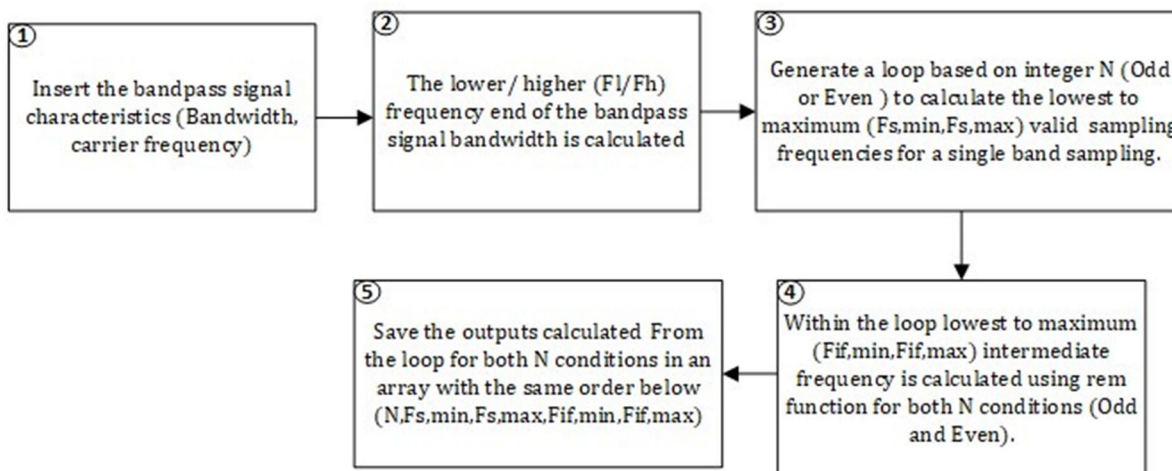 ①
Insert the bandpass signal
characteristics (Bandwidth,
carrier frequency)
②
The lower/ higher (Fl/Fh)
frequency end of the bandpass
signal bandwidth is calculated
③
Generate a loop based on integer N (Odd
or Even ) to calculate the lowest to
maximum (Fs,min,Fs,max) valid sampling
frequencies for a single band sampling.
④
Within the loop lowest to maximum
(Fif,min,Fif,max) intermediate
frequency is calculated using rem
function for both N conditions (Odd
and Even).
⑤
Save the outputs calculated From
the loop for both N conditions in an
array with the same order below
(N,Fs,min,Fs,max,Fif,min,Fif,max)